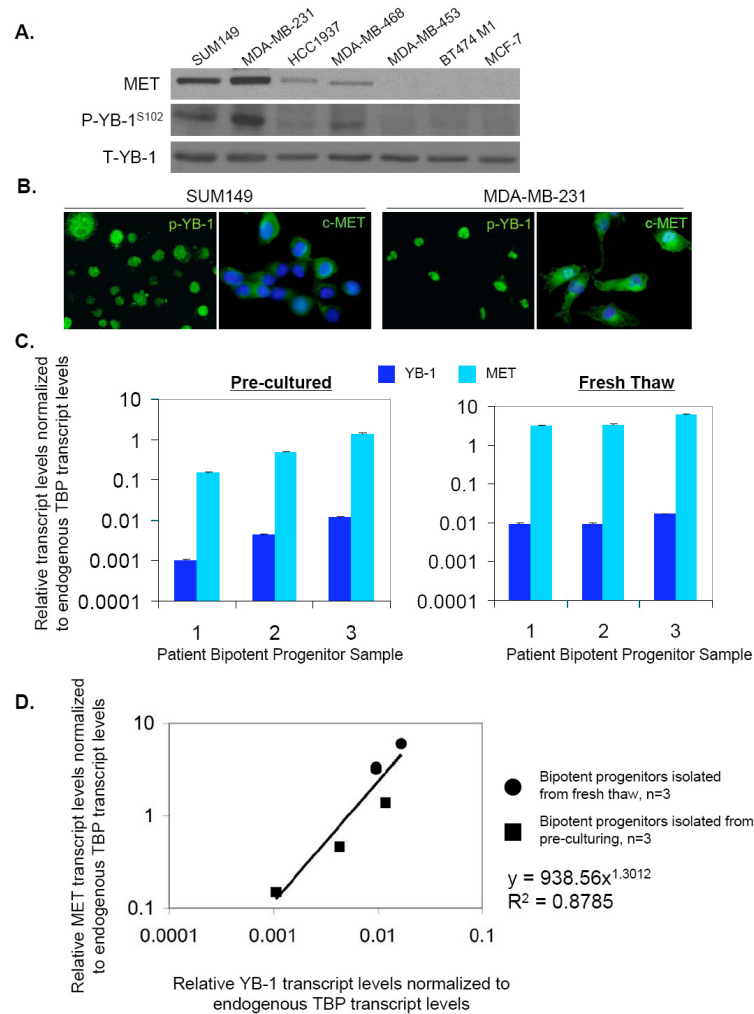 A.
SUM149
MDA-MB-231
HCC1937
MDA-MB-468
MDA-MB-453
BT474 M1
MCF-7
MET
P-YB-1S102
T-YB-1
B.
SUM149
MDA-MB-231
p-YB-1
c-MET
p-YB-1
c-MET
C.
YB-1
MET
Pre-cultured
Fresh Thaw
Relative transcript levels normalized
to endogenous TBP transcript levels
10
1
0.1
0.01
0.001
0.0001
1 2 3
Patient Bipotent Progenitor Sample
10
1
0.1
0.01
0.001
0.0001
1 2 3
Patient Bipotent Progenitor Sample
D.
Relative MET transcript levels normalized
to endogenous TBP transcript levels
10
1
0.1
0.0001 0.001 0.01 0.1
Relative YB-1 transcript levels normalized to
endogenous TBP transcript levels
Bipotent progenitors isolated
from fresh thaw, n=3
Bipotent progenitors isolated from
pre-culturing, n=3
y = 938.56x^1.3012
R² = 0.8785